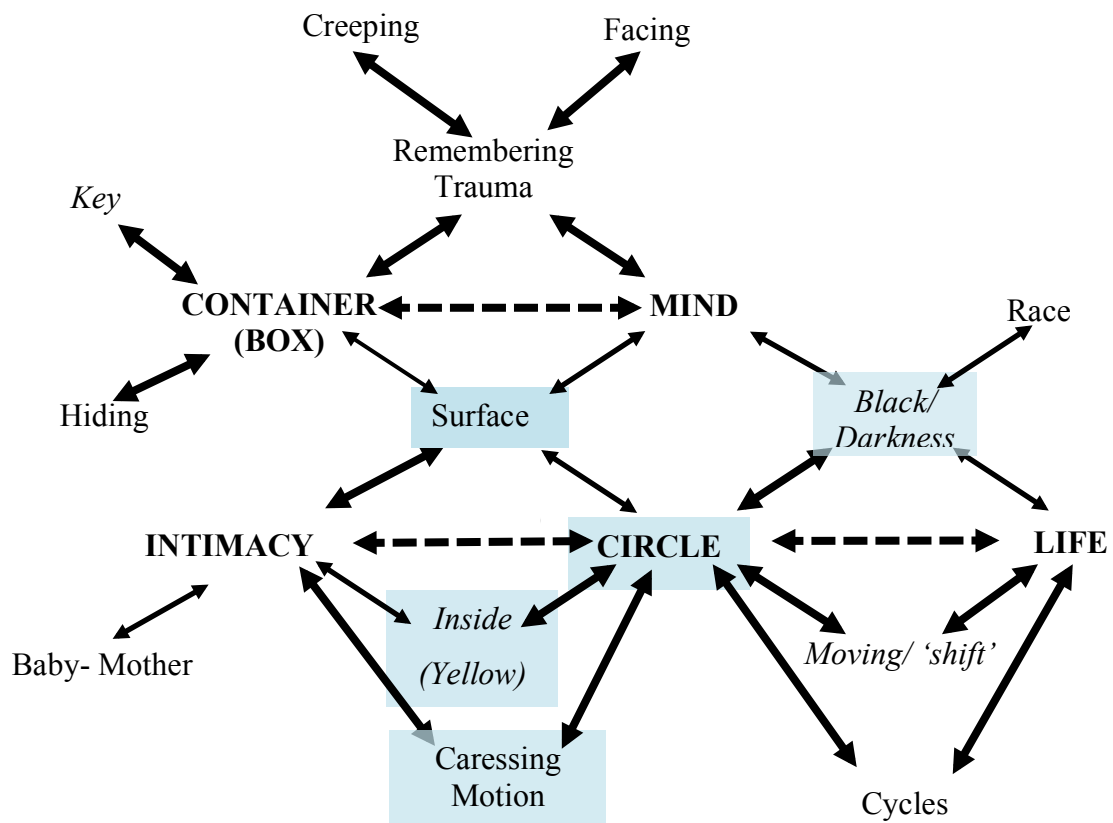 Creeping
Facing
Remembering
Trauma
Key
CONTAINER
(BOX)
MIND
Race
Hiding
Surface
Black/
Darkness
INTIMACY
CIRCLE
LIFE
Inside
(Yellow)
Baby- Mother
Moving/ ‘shift’
Caressing
Motion
Cycles